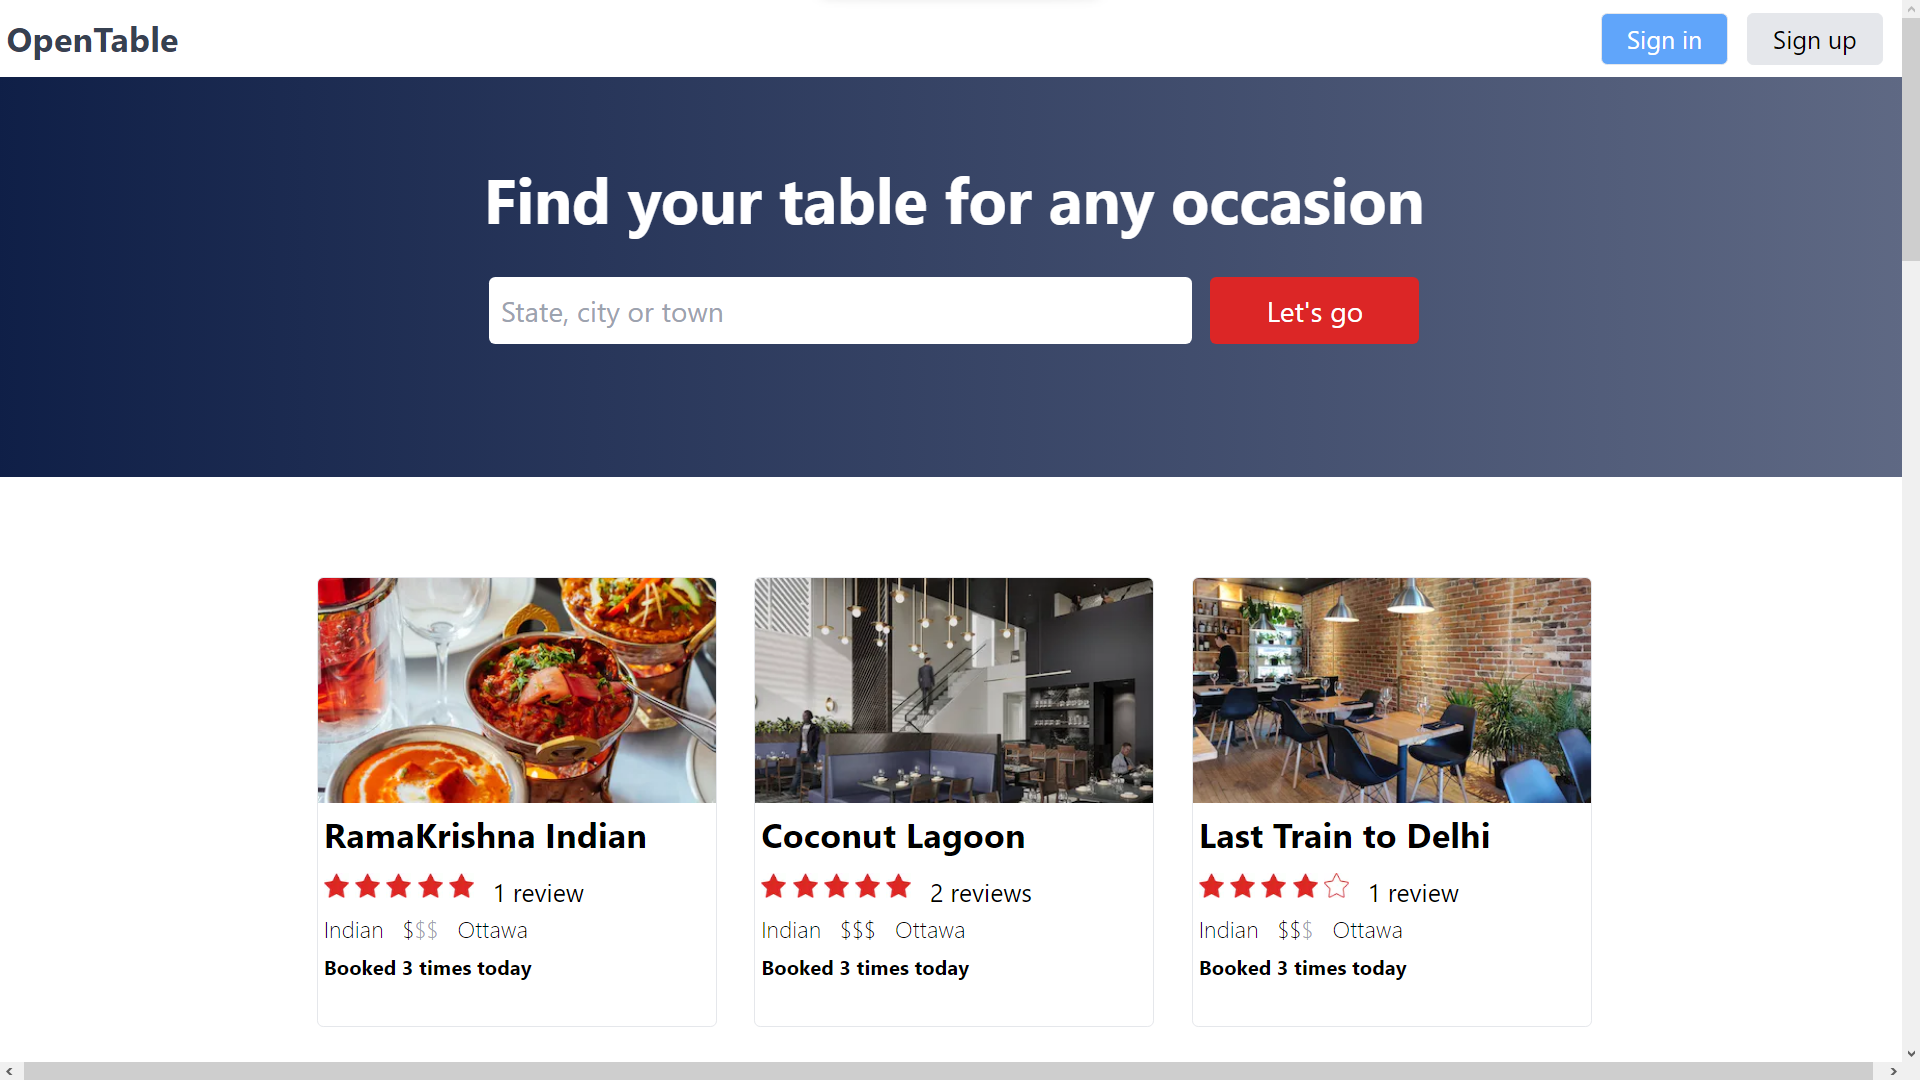 OpenTable
Sign in
Sign up
Find your table for any occasion
State, city or town
Let's go
RamaKrishna Indian
1 review
Indian $$$ Ottawa
Booked 3 times today
Coconut Lagoon
2 reviews
Indian $$$ Ottawa
Booked 3 times today
Last Train to Delhi
1 review
Indian $$$ Ottawa
Booked 3 times today